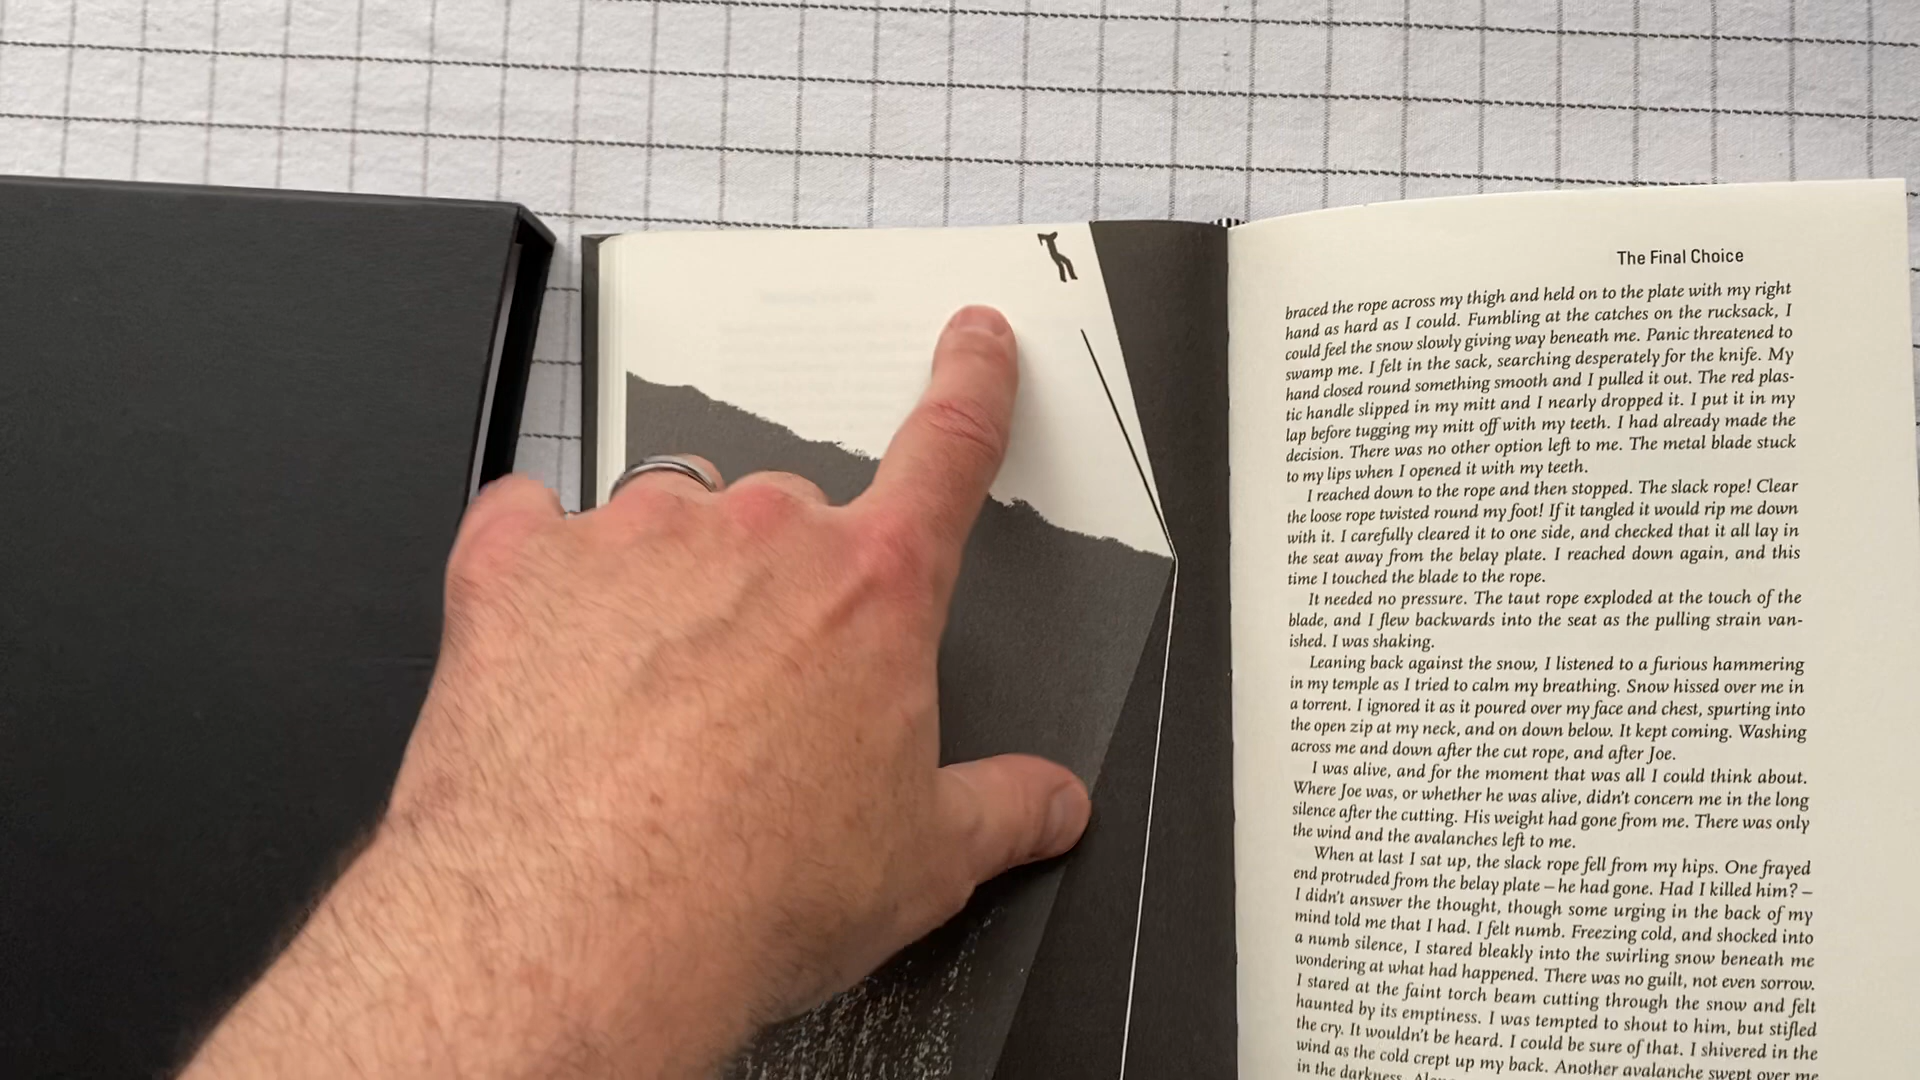 The Final Choice
braced the rope across my thigh and held on to the plate with my right
hand as hard as I could. Fumbling at the catches on the rucksack, I
could feel the snow slowly giving way beneath me. Panic threatened to
swamp me. I felt in the sack, searching desperately for the knife. My
hand closed round something smooth and I pulled it out. The red plas-
tic handle slipped in my mitt and I nearly dropped it. I put it in my
lap before tugging my mitt off with my teeth. I had already made the
decision. There was no other option left to me. The metal blade stuck
to my lips when I opened it with my teeth.
I reached down to the rope and then stopped. The slack rope! Clear
the loose rope twisted round my foot! If it tangled it would rip me down
with it. I carefully cleared it to one side, and checked that it all lay in
the seat away from the belay plate. I reached down again, and this
time I touched the blade to the rope.
It needed no pressure. The taut rope exploded at the touch of the
blade, and I flew backwards into the seat as the pulling strain van-
ished. I was shaking.
Leaning back against the snow, I listened to a furious hammering
in my temple as I tried to calm my breathing. Snow hissed over me in
a torrent. I ignored it as it poured over my face and chest, spurting into
the open zip at my neck, and on down below. It kept coming. Washing
across me and down after the cut rope, and after Joe.
I was alive, and for the moment that was all I could think about.
Where Joe was, or whether he was alive, didn't concern me in the long
silence after the cutting. His weight had gone from me. There was only
the wind and the avalanches left to me.
When at last I sat up, the slack rope fell from my hips. One frayed
end protruded from the belay plate – he had gone. Had I killed him? –
I didn't answer the thought, though some urging in the back of my
mind told me that I had. I felt numb. Freezing cold, and shocked into
a numb silence, I stared bleakly into the swirling snow beneath me
wondering at what had happened. There was no guilt, not even sorrow.
I stared at the faint torch beam cutting through the snow and felt
haunted by its emptiness. I was tempted to shout to him, but stifled
the cry. It wouldn't be heard. I could be sure of that. I shivered in the
wind as the cold crept up my back. Another avalanche swept over me
in the darkness.